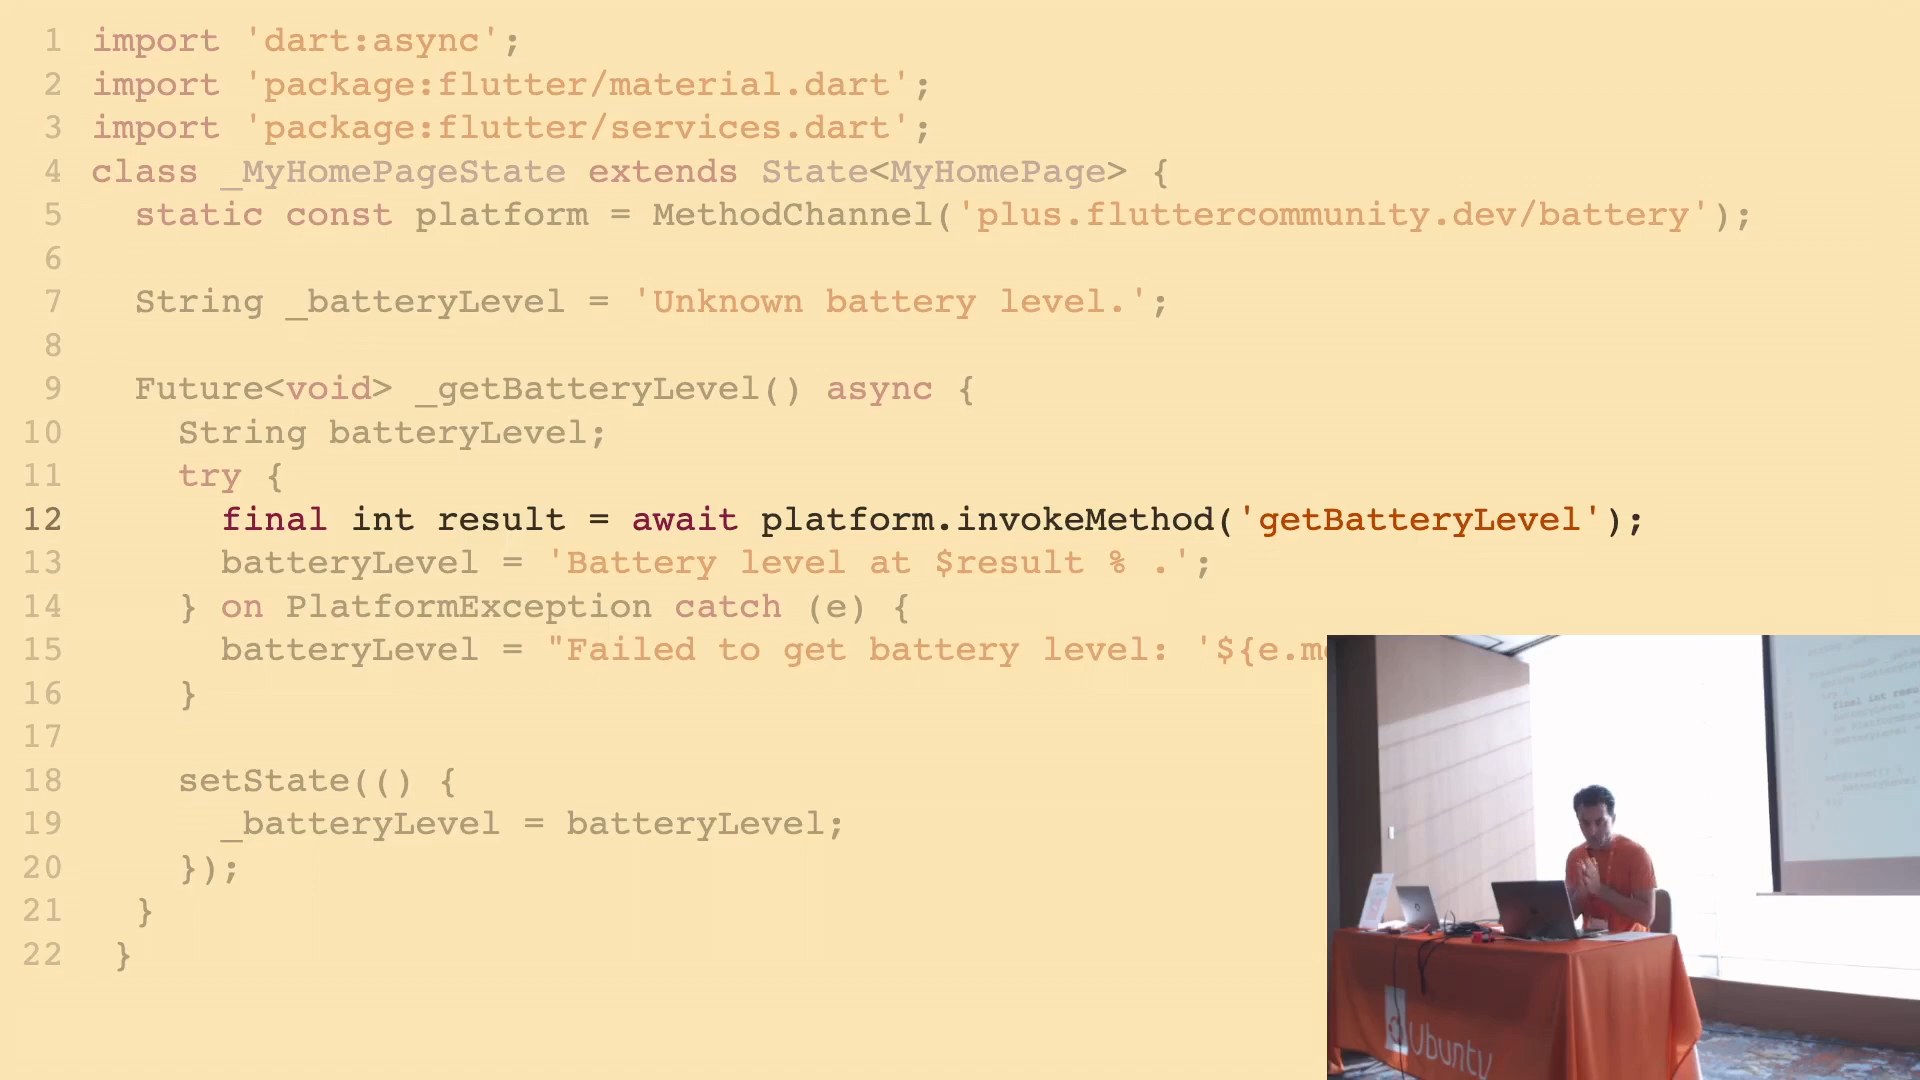 1 import 'dart:async';
2 import 'package:flutter/material.dart';
3 import 'package:flutter/services.dart';
4 class _MyHomePageState extends State<MyHomePage> {
5 static const platform = MethodChannel('plus.fluttercommunity.dev/battery');
6
7 String _batteryLevel = 'Unknown battery level.';
8
9 Future<void> _getBatteryLevel() async {
10 String batteryLevel;
11 try {
12 final int result = await platform.invokeMethod('getBatteryLevel');
13 batteryLevel = 'Battery level at $result % .';
14 } on PlatformException catch (e) {
15 batteryLevel = "Failed to get battery level: '${e.m
16 }
17
18 setState(() {
19 _batteryLevel = batteryLevel;
20 });
21 }
22 }
final int resu
Ubuntu